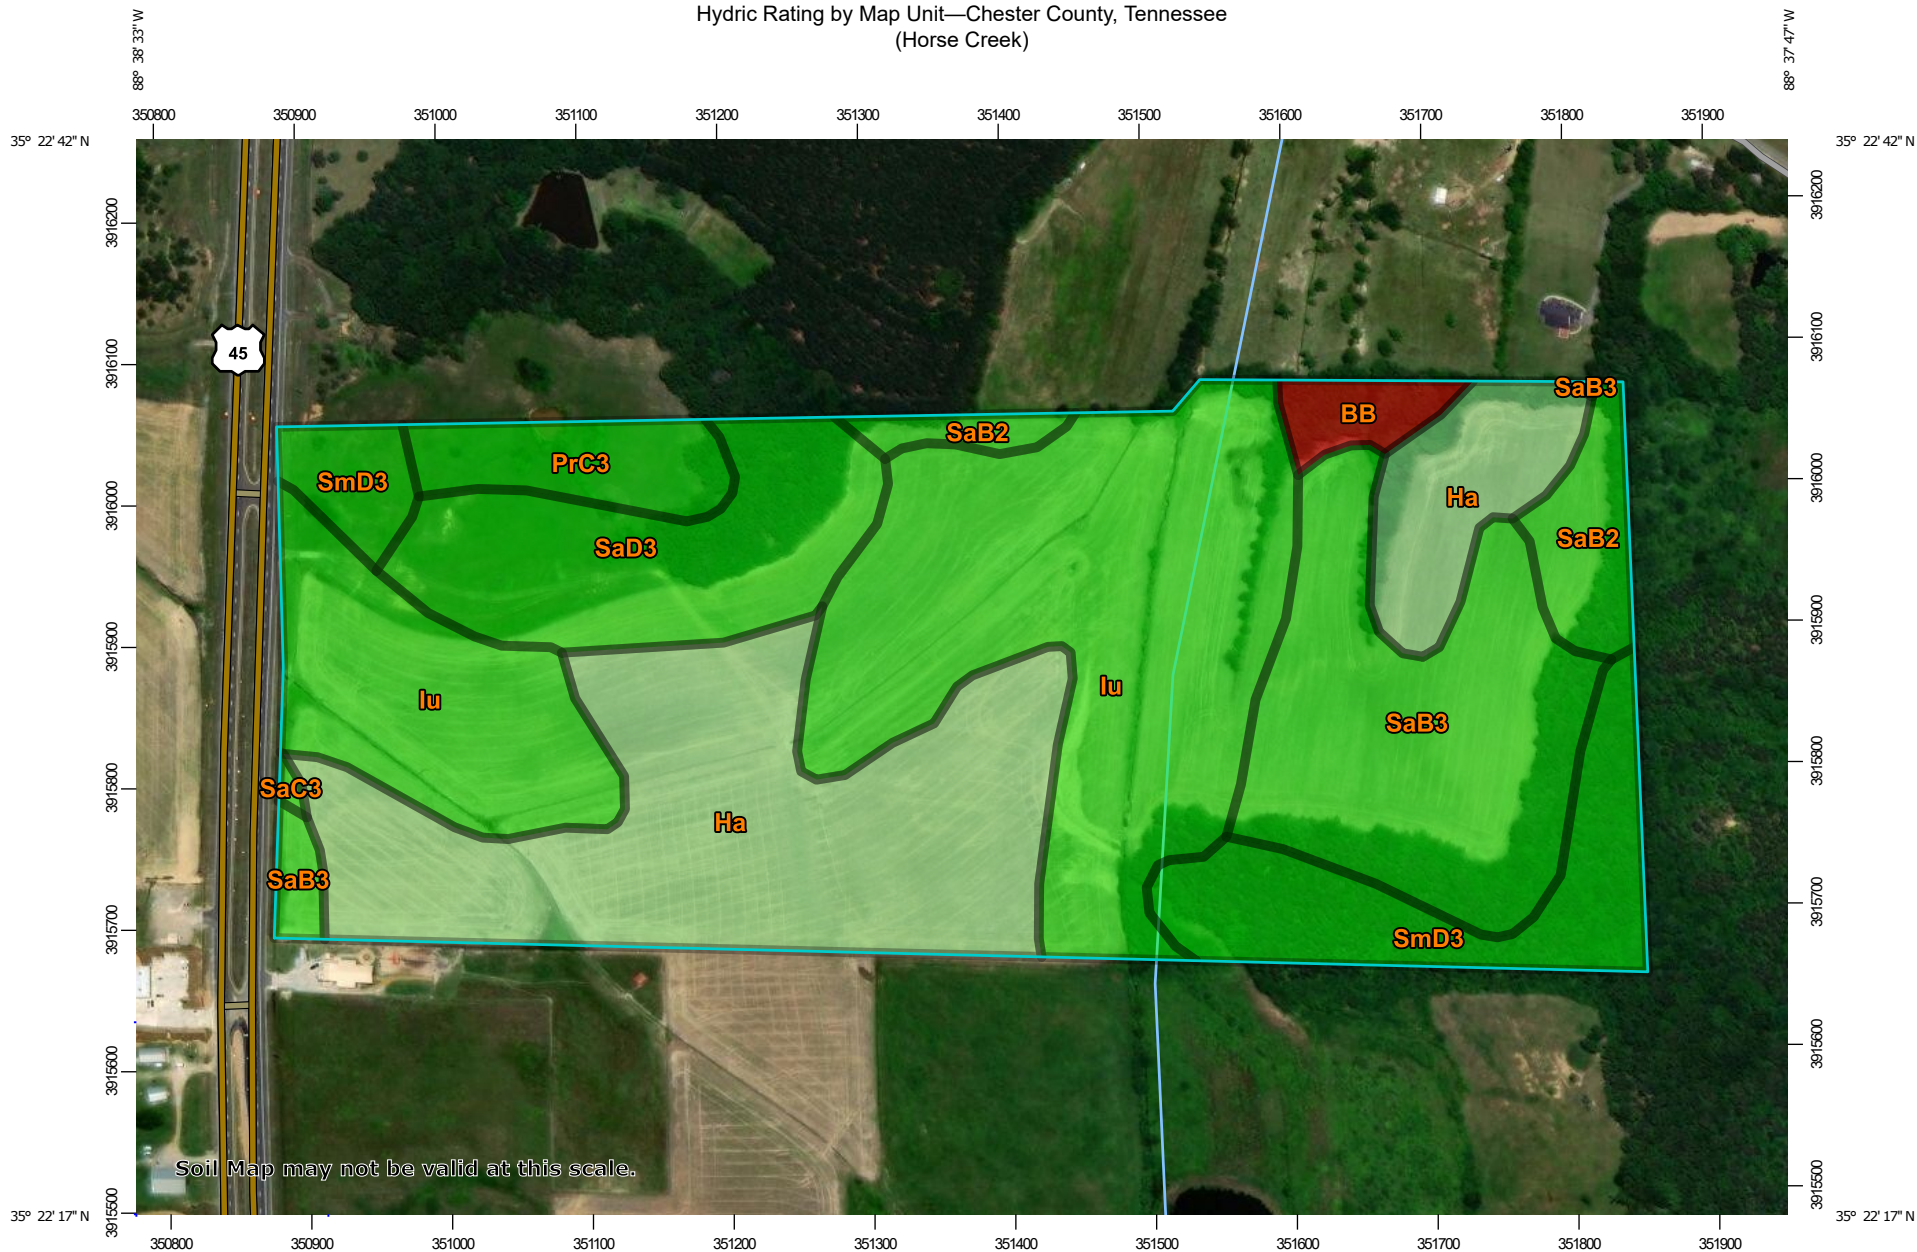 Hydric Rating by Map Unit—Chester County, Tennessee
(Horse Creek)
88° 38' 33" W
88° 37' 47" W
350800 350900 351000 351100 351200 351300 351400 351500 351600 351700 351800 351900
35° 22' 42" N
35° 22' 42" N
3916200
3916200
3916100
3916100
45
SaB3
BB
SaB2
PrC3
SmD3
Ha
3916000
3916000
SaB2
SaD3
3915900
3915900
Iu
Iu
SaB3
3915800
3915800
SaC3
Ha
SaB3
3915700
3915700
SmD3
3915600
3915600
Soil Map may not be valid at this scale.
3915500
3915500
35° 22' 17" N
35° 22' 17" N
350800 350900 351000 351100 351200 351300 351400 351500 351600 351700 351800 351900